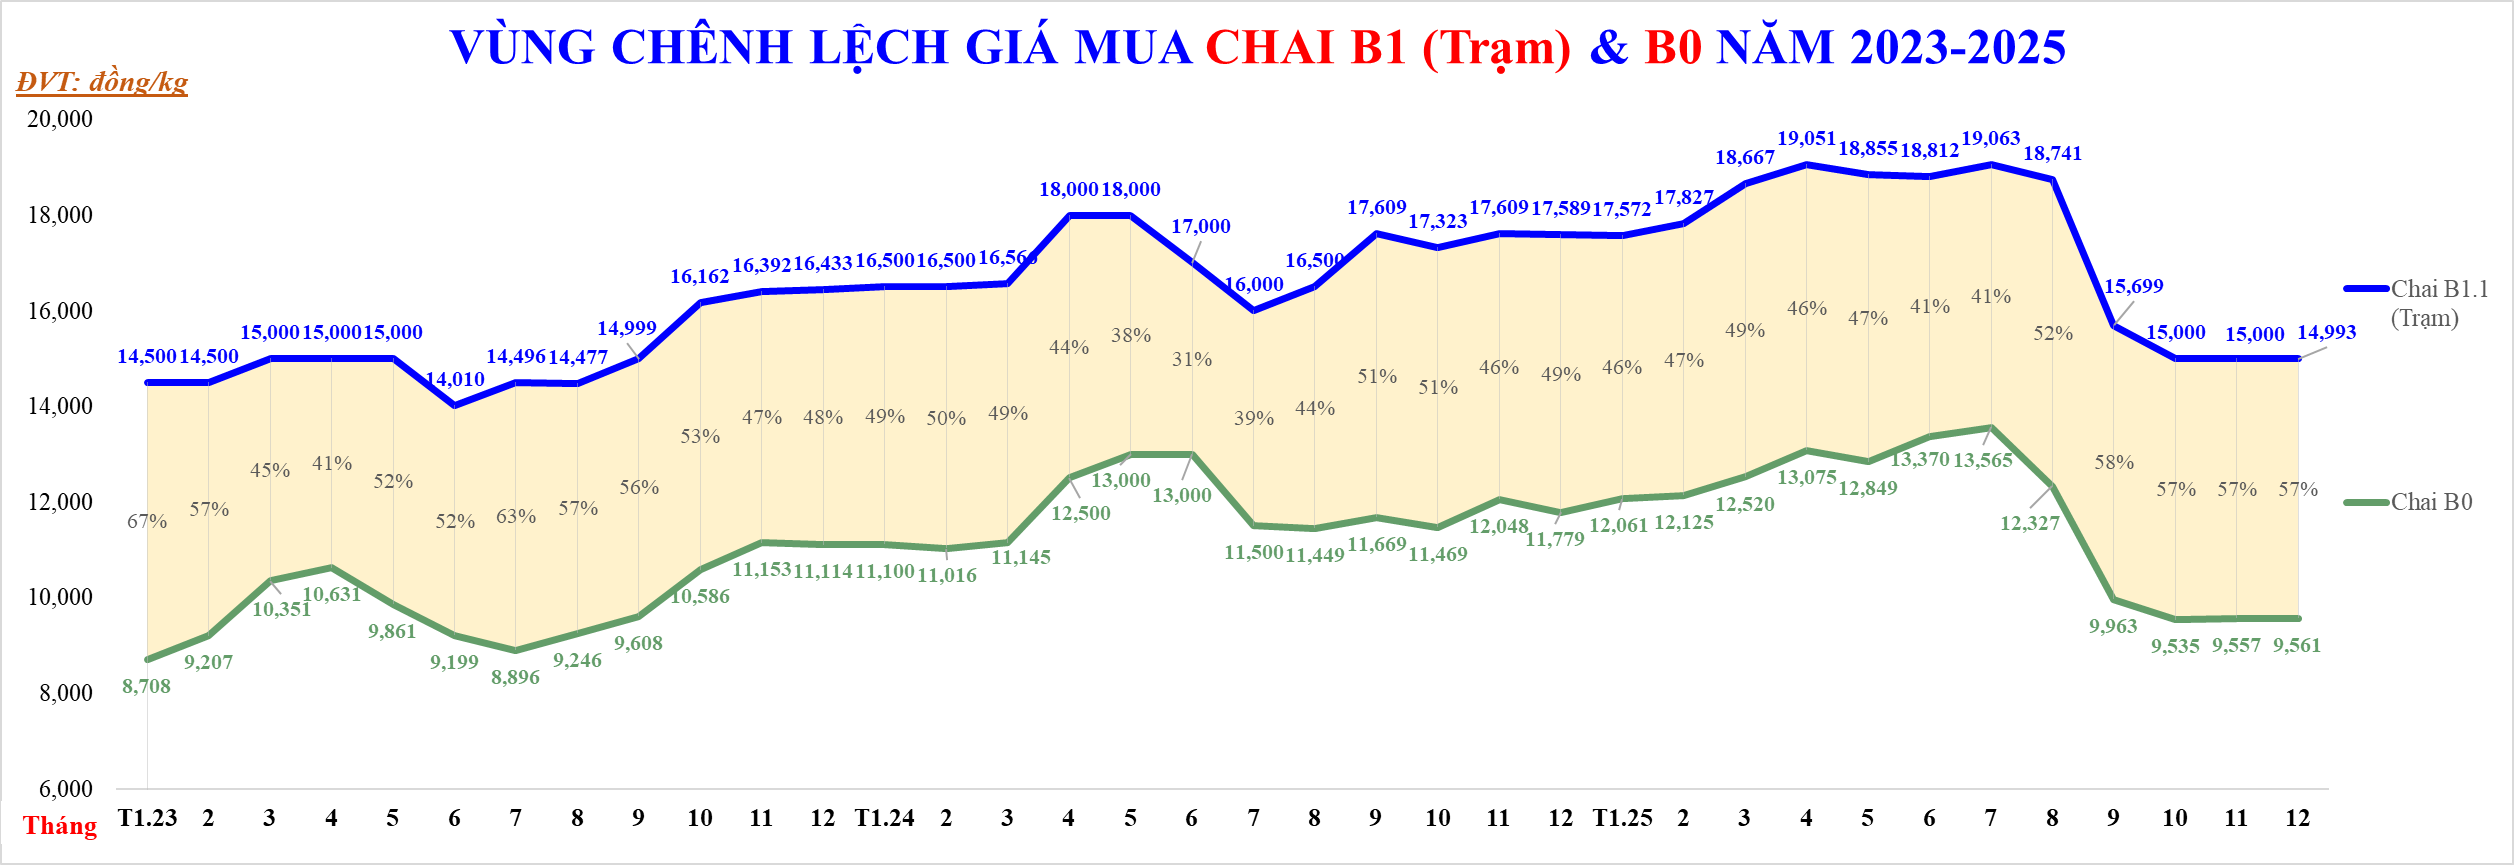 VÙNG CHÊNH LỆCH GIÁ MUA CHAI B1 (Trạm) & B0 NĂM 2023-2025
ĐVT: đồng/kg
20,000
18,000
16,000
14,000
12,000
10,000
8,000
6,000
14,500 14,500 15,000 15,000 15,000 14,010 14,496 14,477 14,999 16,162 16,392 16,433 16,500 16,500 16,566 18,000 18,000 17,000 16,000 16,500 17,609 17,323 17,609 17,589 17,572 17,827 18,667 19,051 18,855 18,812 19,063 18,741 15,699 15,000 15,000 14,993
67% 57% 45% 41% 52% 52% 63% 57% 56% 53% 47% 48% 49% 50% 49% 44% 38% 31% 39% 44% 51% 51% 46% 49% 46% 47% 49% 46% 47% 41% 41% 52% 58% 57% 57% 57%
8,708 9,207 10,351 10,631 9,861 9,199 8,896 9,246 9,608 10,586 11,153 11,114 11,100 11,016 11,145 12,500 13,000 13,000 11,500 11,449 11,669 11,469 12,048 11,779 12,061 12,125 12,520 13,075 12,849 13,370 13,565 12,327 9,963 9,535 9,557 9,561
Chai B1.1
(Trạm)
Chai B0
Tháng T1.23 2 3 4 5 6 7 8 9 10 11 12 T1.24 2 3 4 5 6 7 8 9 10 11 12 T1.25 2 3 4 5 6 7 8 9 10 11 12